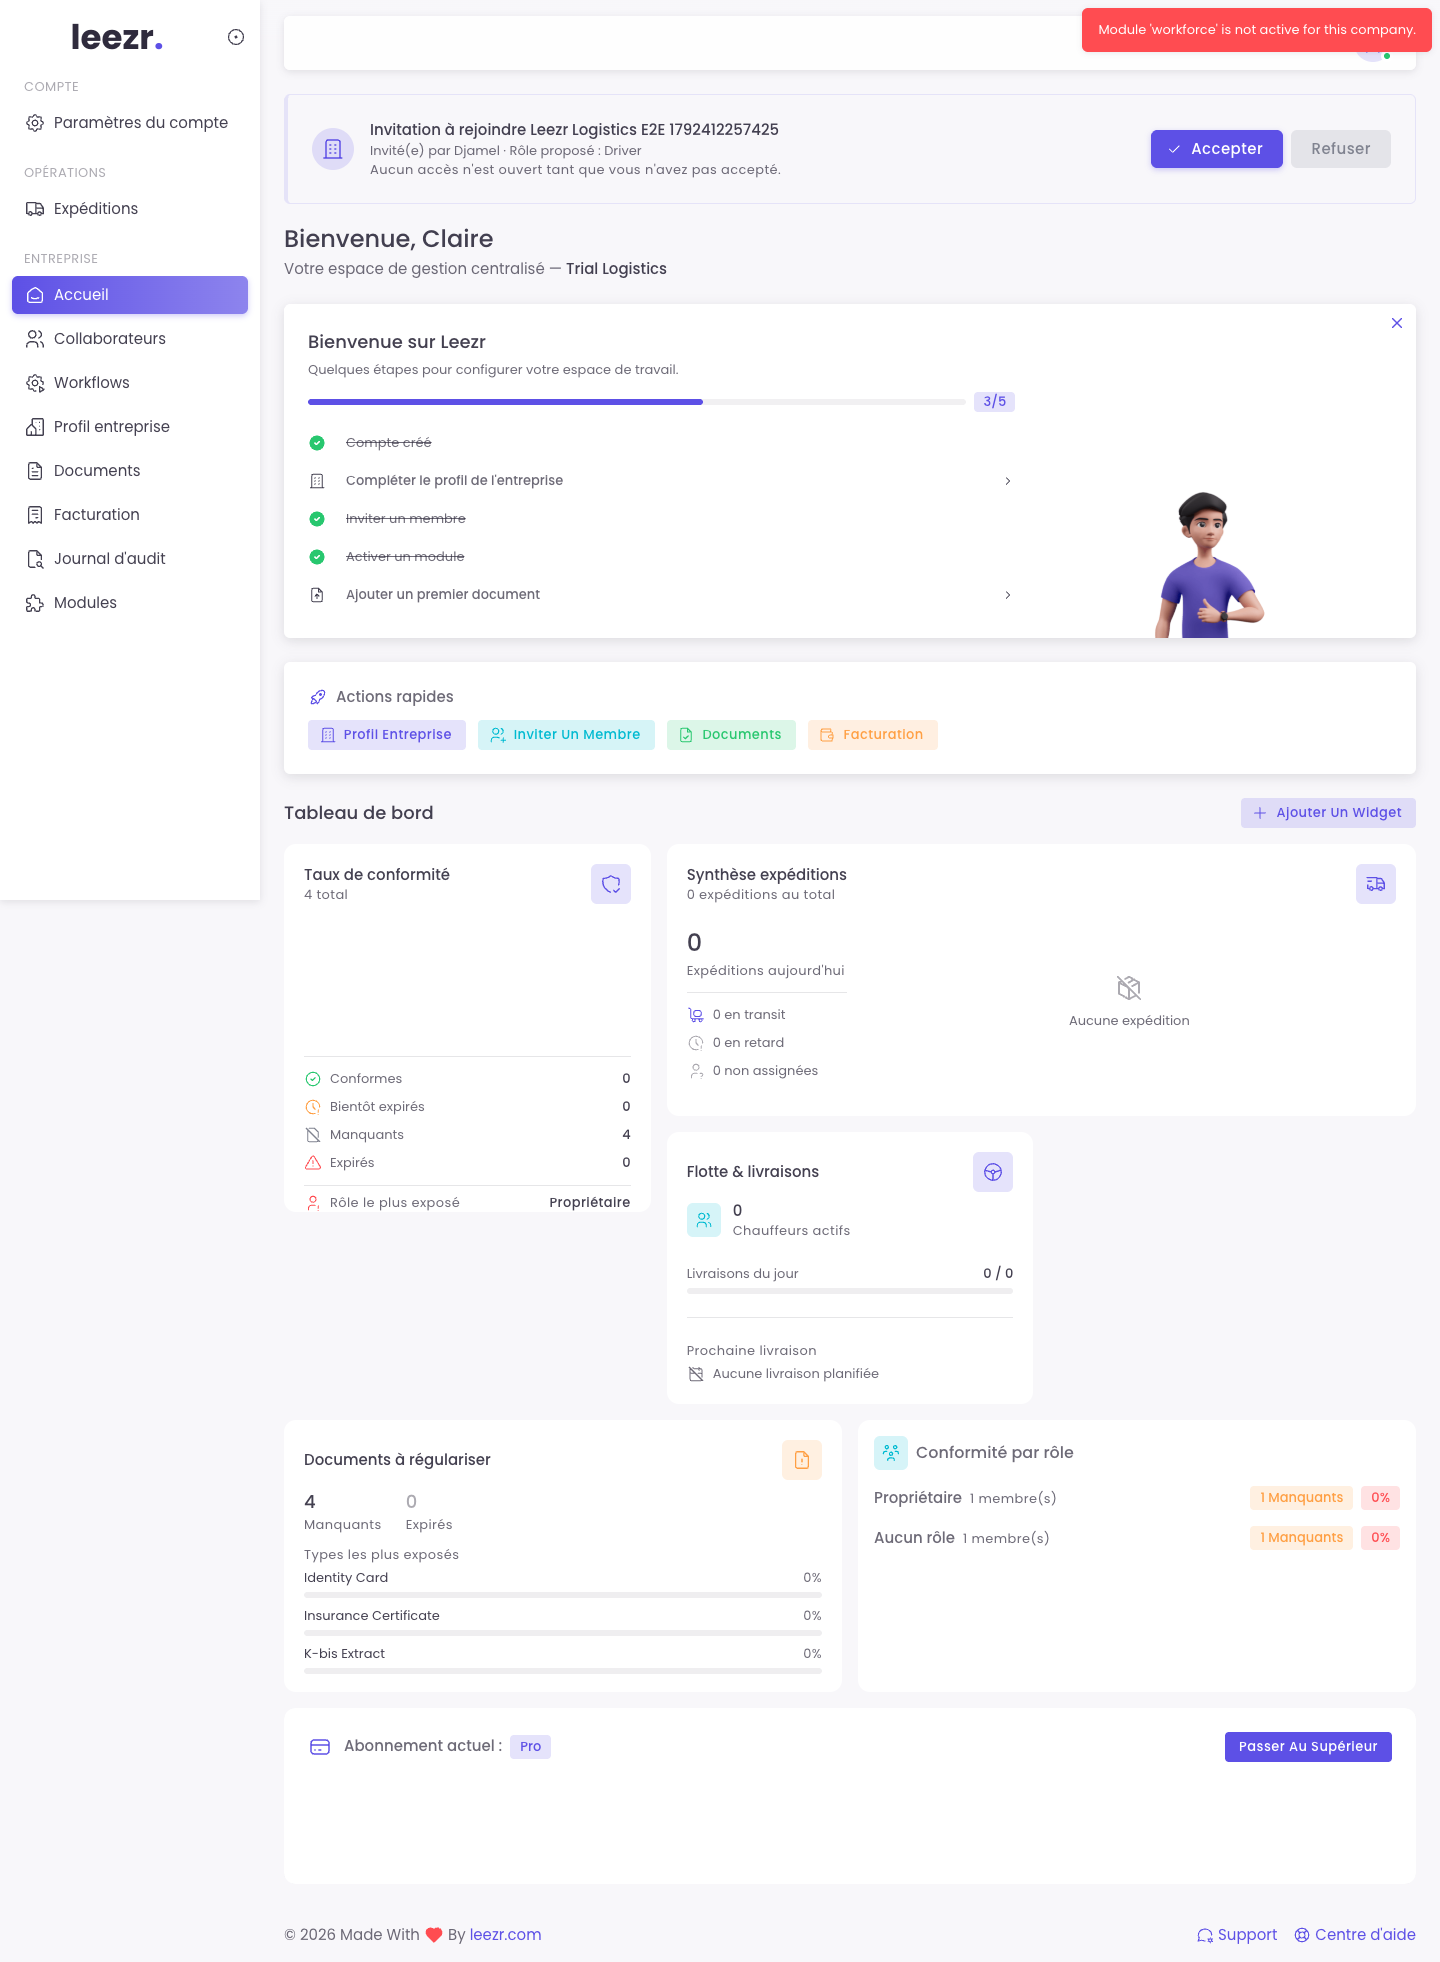 leezr.
Module 'workforce' is not active for this company.
COMPTE
Paramètres du compte
OPÉRATIONS
Expéditions
ENTREPRISE
Accueil
Collaborateurs
Workflows
Profil entreprise
Documents
Facturation
Journal d'audit
Modules
Invitation à rejoindre Leezr Logistics E2E 1792412257425
Invité(e) par Djamel · Rôle proposé : Driver
Aucun accès n'est ouvert tant que vous n'avez pas accepté.
Accepter
Refuser
Bienvenue, Claire
Votre espace de gestion centralisé — Trial Logistics
Bienvenue sur Leezr
Quelques étapes pour configurer votre espace de travail.
3/5
Compte créé
Compléter le profil de l'entreprise
Inviter un membre
Activer un module
Ajouter un premier document
Actions rapides
Profil Entreprise
Inviter Un Membre
Documents
Facturation
Tableau de bord
Ajouter Un Widget
Taux de conformité
4 total
Conformes 0
Bientôt expirés 0
Manquants 4
Expirés 0
Rôle le plus exposé Propriétaire
Synthèse expéditions
0 expéditions au total
0
Expéditions aujourd'hui
0 en transit
0 en retard
0 non assignées
Aucune expédition
Flotte & livraisons
0
Chauffeurs actifs
Livraisons du jour 0 / 0
Prochaine livraison
Aucune livraison planifiée
Documents à régulariser
4 0
Manquants Expirés
Types les plus exposés
Identity Card 0%
Insurance Certificate 0%
K-bis Extract 0%
Conformité par rôle
Propriétaire 1 membre(s) 1 Manquants 0%
Aucun rôle 1 membre(s) 1 Manquants 0%
Abonnement actuel : Pro
Passer Au Supérieur
© 2026 Made With By leezr.com
Support
Centre d'aide